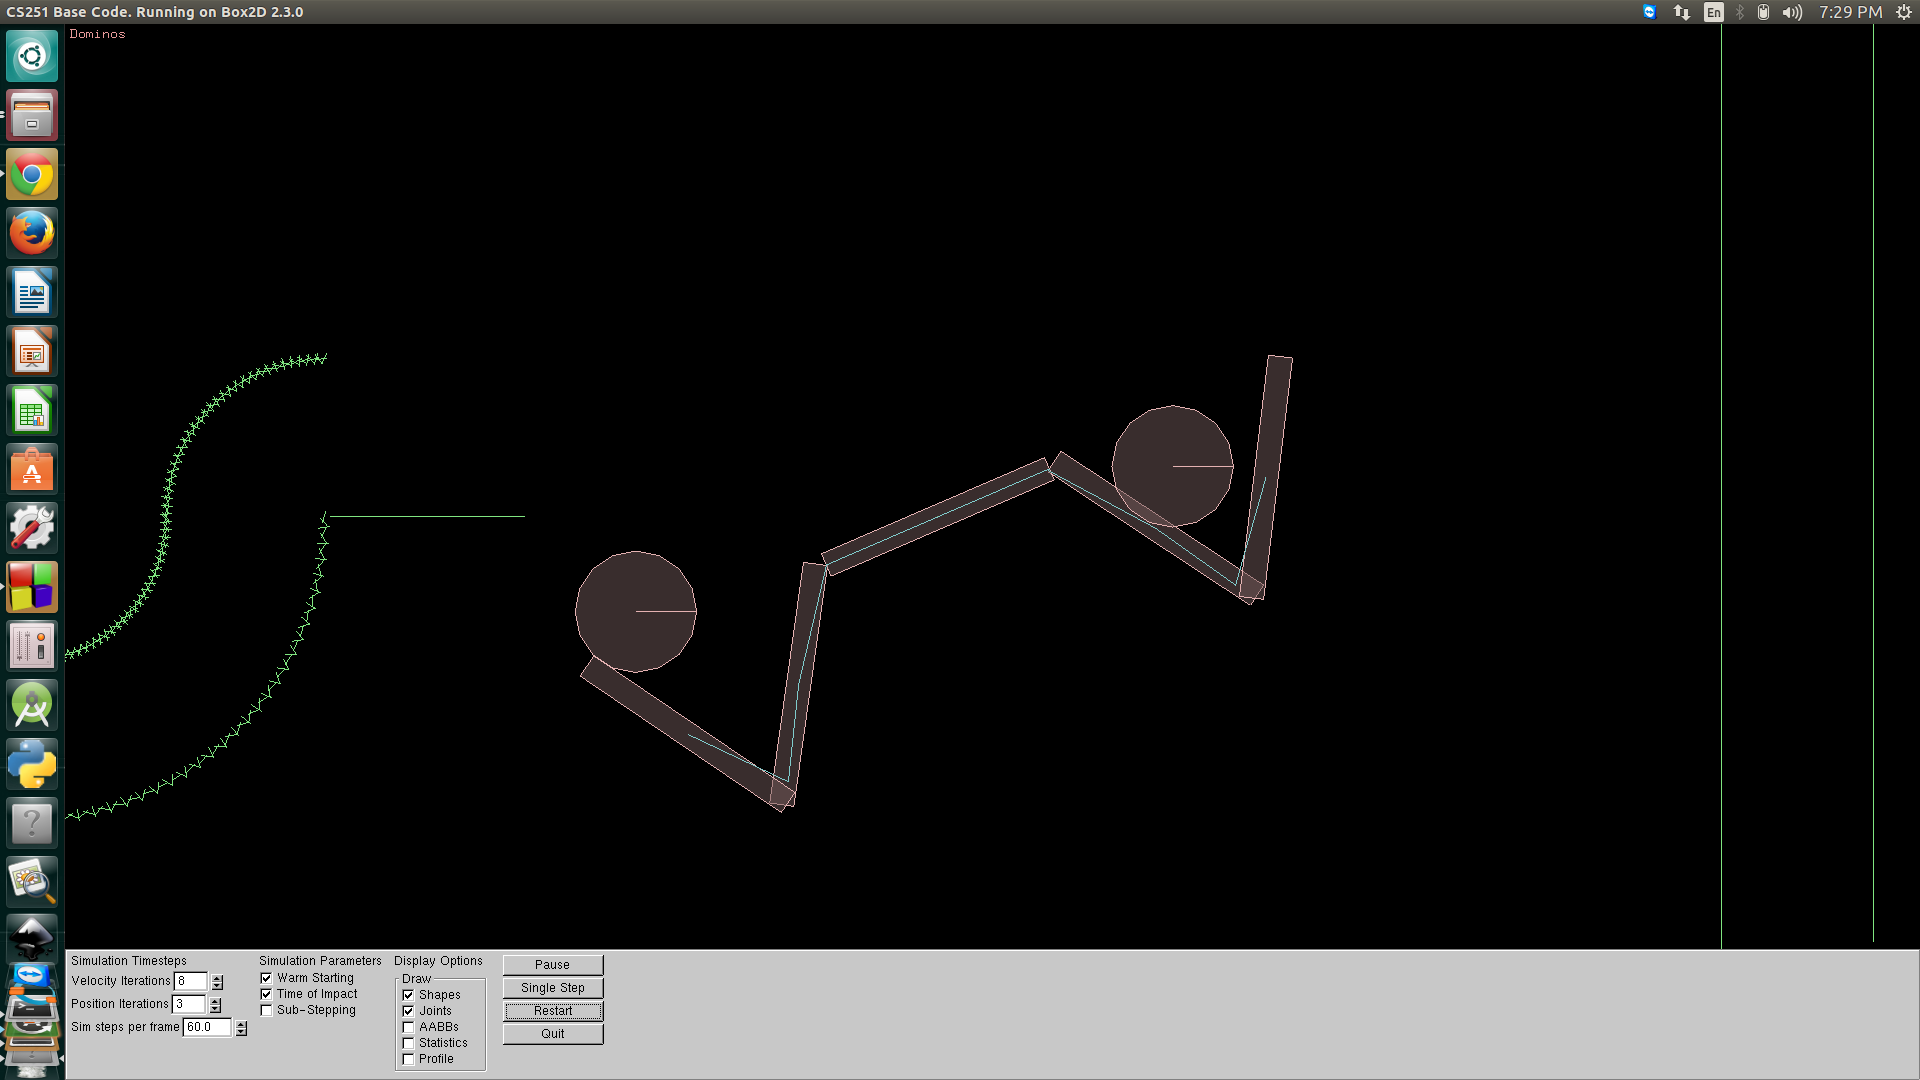 CS251 Base Code. Running on Box2D 2.3.0
En
7:29 PM
Dominos
Simulation Timesteps
Velocity Iterations 8
Position Iterations 3
Sim steps per frame 60.0
Simulation Parameters
Warm Starting
Time of Impact
Sub-Stepping
Display Options
Draw
Shapes
Joints
AABBs
Statistics
Profile
Pause
Single Step
Restart
Quit